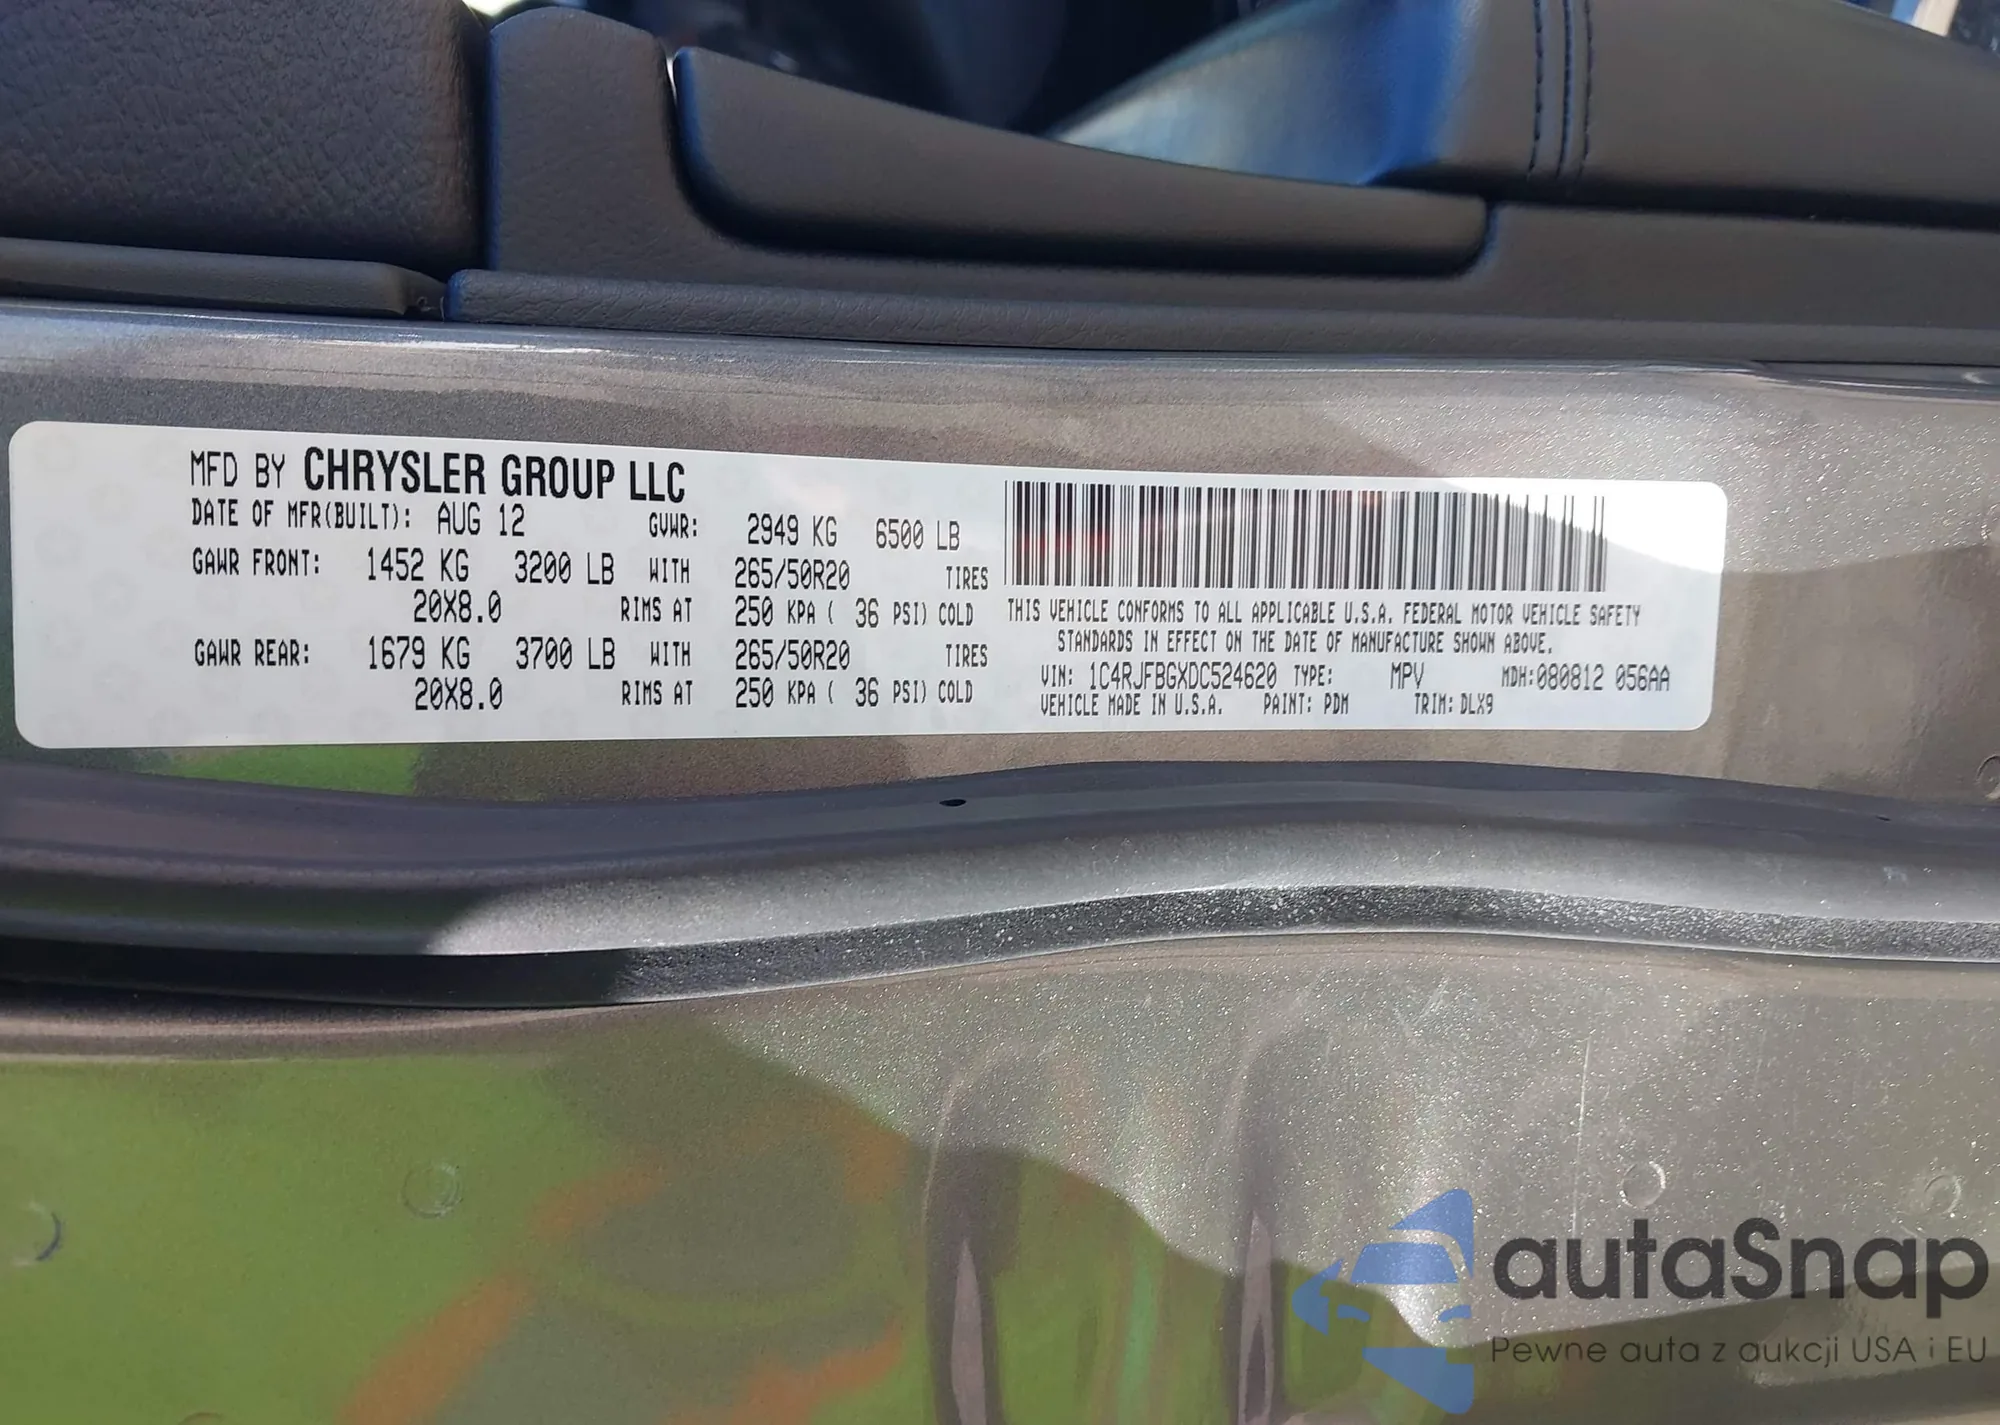 MFD BY CHRYSLER GROUP LLC
DATE OF MFR(BUILT): AUG 12 GVWR: 2949 KG 6500 LB
GAWR FRONT: 1452 KG 3200 LB WITH 265/50R20 TIRES
20X8.0 RIMS AT 250 KPA ( 36 PSI) COLD
GAWR REAR: 1679 KG 3700 LB WITH 265/50R20 TIRES
20X8.0 RIMS AT 250 KPA ( 36 PSI) COLD
THIS VEHICLE CONFORMS TO ALL APPLICABLE U.S.A. FEDERAL MOTOR VEHICLE SAFETY
STANDARDS IN EFFECT ON THE DATE OF MANUFACTURE SHOWN ABOVE.
VIN: 1C4RJFBGXDC524620 TYPE: MPV MDH:080812 056AA
VEHICLE MADE IN U.S.A. PAINT: PDM TRIM: DLX9
autaSnap
Pewne auta z aukcji USA i EU